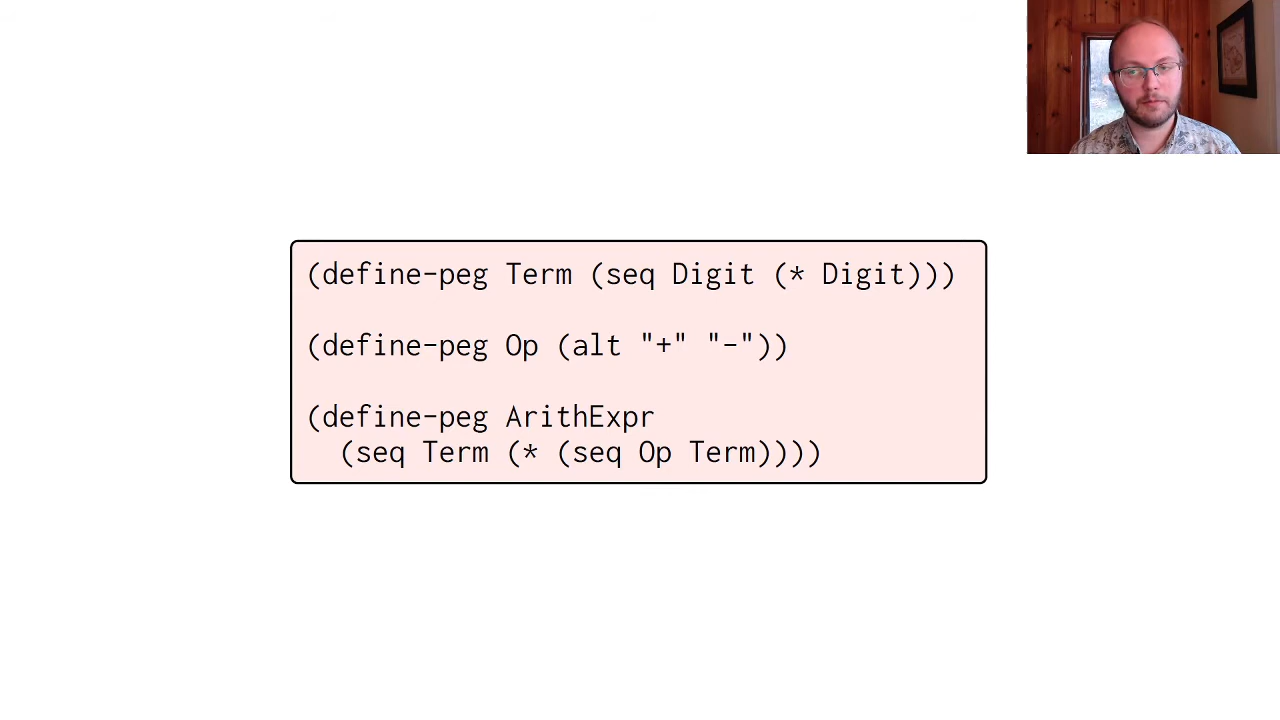 (define-peg Term (seq Digit (* Digit)))
(define-peg Op (alt "+" "-"))
(define-peg ArithExpr
(seq Term (* (seq Op Term))))